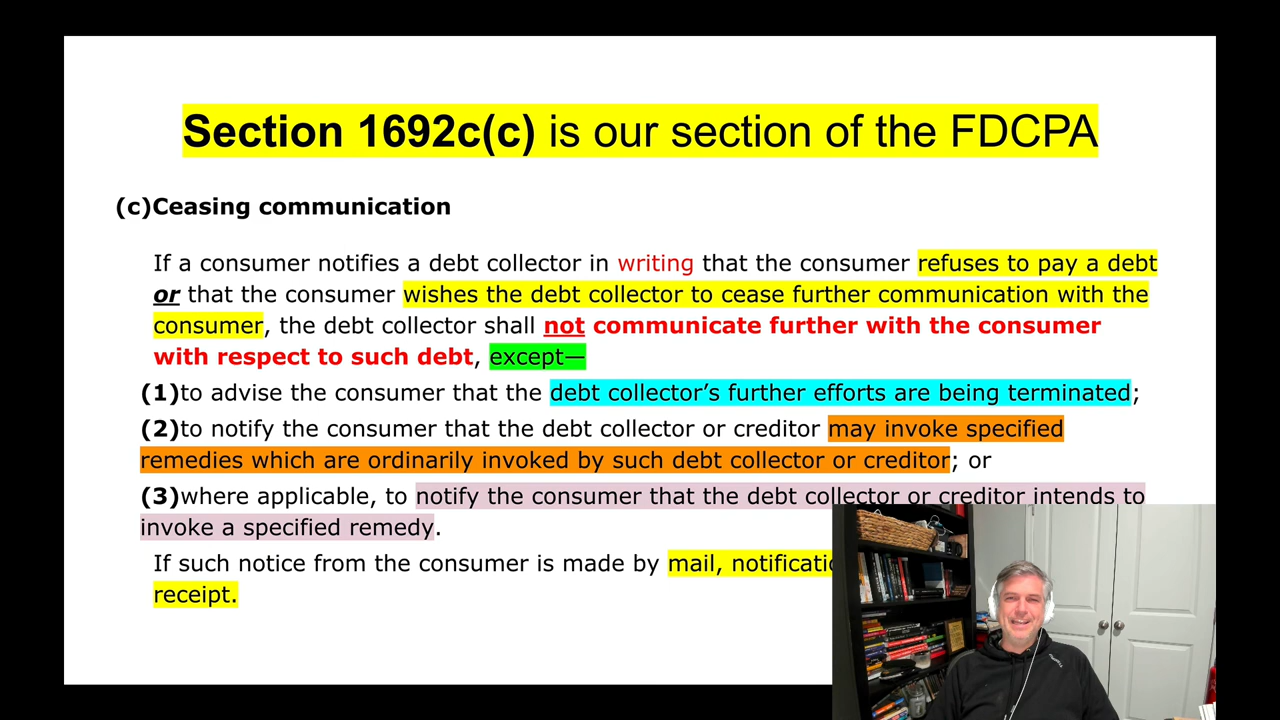 Section 1692c(c) is our section of the FDCPA
(c)Ceasing communication
If a consumer notifies a debt collector in writing that the consumer refuses to pay a debt
or that the consumer wishes the debt collector to cease further communication with the
consumer, the debt collector shall not communicate further with the consumer
with respect to such debt, except—
(1)to advise the consumer that the debt collector’s further efforts are being terminated;
(2)to notify the consumer that the debt collector or creditor may invoke specified
remedies which are ordinarily invoked by such debt collector or creditor; or
(3)where applicable, to notify the consumer that the debt collector or creditor intends to
invoke a specified remedy.
If such notice from the consumer is made by mail,
receipt.